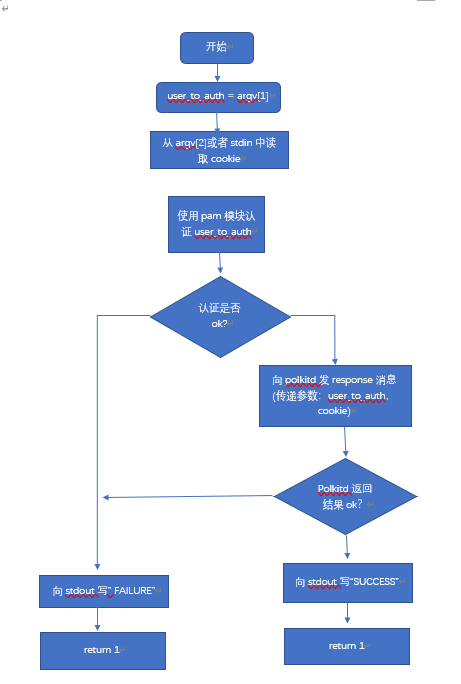 开始
user_to_auth = argv[1]
从 argv[2]或者 stdin 中读
取 cookie
使用 pam 模块认
证 user_to_auth
认证是否
ok?
向 polkitd 发 response 消息
(传递参数： user_to_auth,
cookie)
Polkitd 返回
结果 ok？
向 stdout 写" FAILURE"
向 stdout 写"SUCCESS"
return 1
return 1